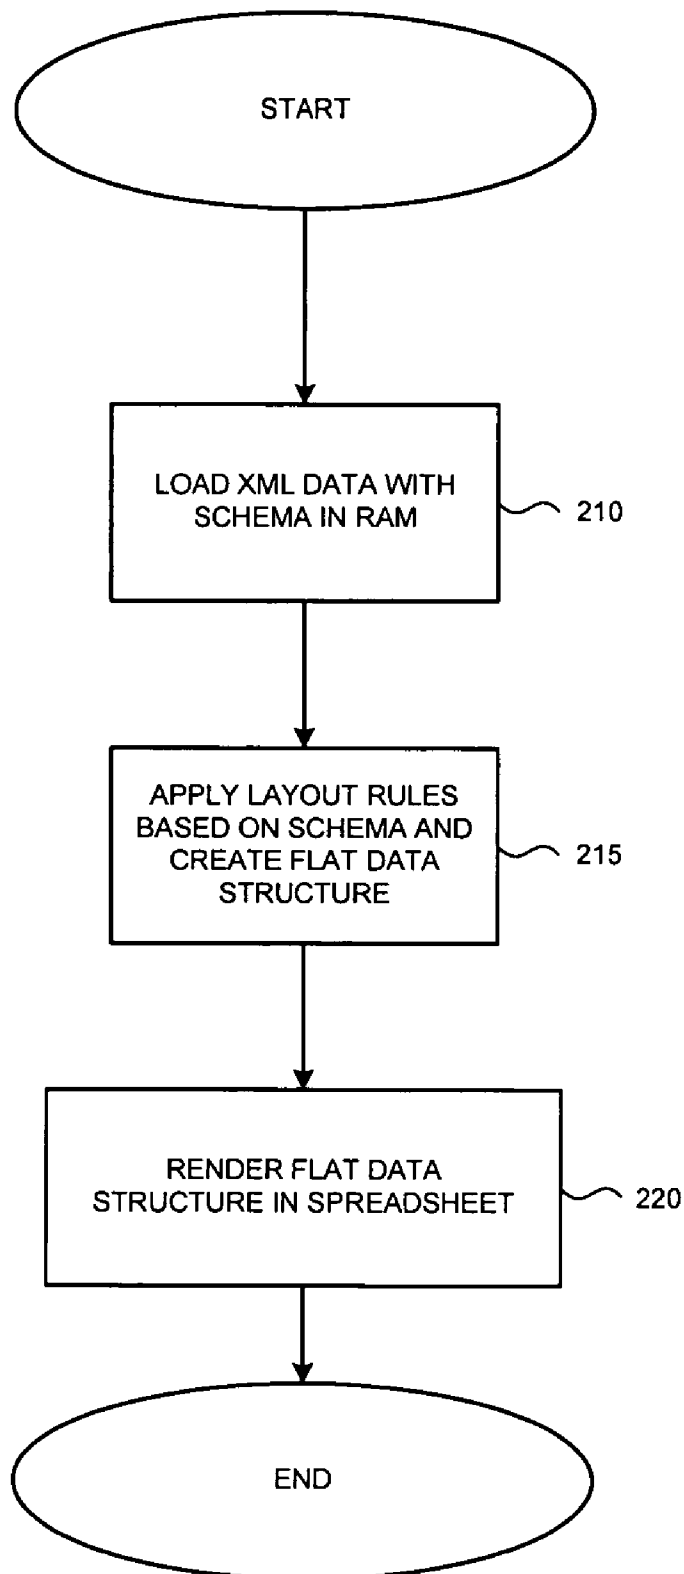 START
LOAD XML DATA WITH
SCHEMA IN RAM
210
APPLY LAYOUT RULES
BASED ON SCHEMA AND
CREATE FLAT DATA
STRUCTURE
215
RENDER FLAT DATA
STRUCTURE IN SPREADSHEET
220
END